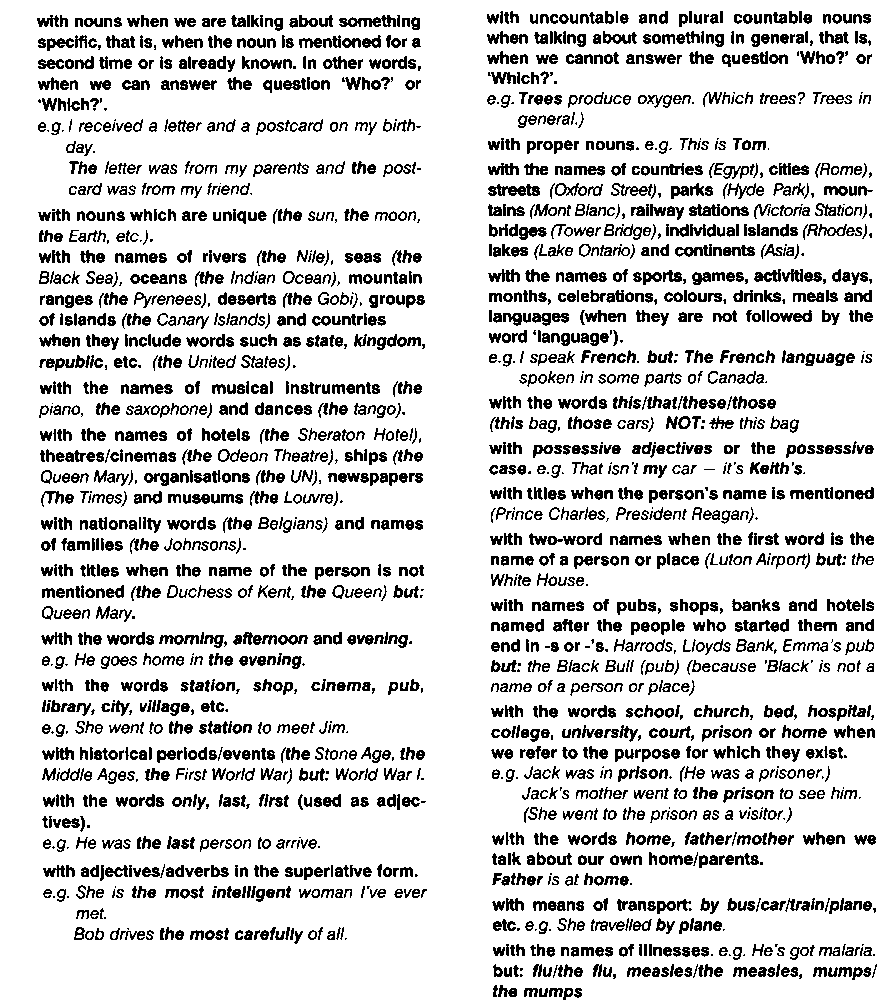 with nouns when we are talking about something
specific, that is, when the noun is mentioned for a
second time or is already known. In other words,
when we can answer the question ‘Who?’ or
‘Which?’.
e.g. I received a letter and a postcard on my birth-
day.
The letter was from my parents and the post-
card was from my friend.
with nouns which are unique (the sun, the moon,
the Earth, etc.).
with the names of rivers (the Nile), seas (the
Black Sea), oceans (the Indian Ocean), mountain
ranges (the Pyrenees), deserts (the Gobi), groups
of islands (the Canary Islands) and countries
when they include words such as state, kingdom,
republic, etc. (the United States).
with the names of musical instruments (the
piano, the saxophone) and dances (the tango).
with the names of hotels (the Sheraton Hotel),
theatres/cinemas (the Odeon Theatre), ships (the
Queen Mary), organisations (the UN), newspapers
(The Times) and museums (the Louvre).
with nationality words (the Belgians) and names
of families (the Johnsons).
with titles when the name of the person is not
mentioned (the Duchess of Kent, the Queen) but:
Queen Mary.
with the words morning, afternoon and evening.
e.g. He goes home in the evening.
with the words station, shop, cinema, pub,
library, city, village, etc.
e.g. She went to the station to meet Jim.
with historical periods/events (the Stone Age, the
Middle Ages, the First World War) but: World War I.
with the words only, last, first (used as adjec-
tives).
e.g. He was the last person to arrive.
with adjectives/adverbs in the superlative form.
e.g. She is the most intelligent woman I've ever
met.
Bob drives the most carefully of all.
with uncountable and plural countable nouns
when talking about something in general, that is,
when we cannot answer the question ‘Who?’ or
‘Which?’.
e.g. Trees produce oxygen. (Which trees? Trees in
general.)
with proper nouns. e.g. This is Tom.
with the names of countries (Egypt), cities (Rome),
streets (Oxford Street), parks (Hyde Park), moun-
tains (Mont Blanc), railway stations (Victoria Station),
bridges (Tower Bridge), individual islands (Rhodes),
lakes (Lake Ontario) and continents (Asia).
with the names of sports, games, activities, days,
months, celebrations, colours, drinks, meals and
languages (when they are not followed by the
word ‘language’).
e.g. I speak French. but: The French language is
spoken in some parts of Canada.
with the words this/that/these/those
(this bag, those cars) NOT: the this bag
with possessive adjectives or the possessive
case. e.g. That isn't my car – it's Keith's.
with titles when the person's name is mentioned
(Prince Charles, President Reagan).
with two-word names when the first word is the
name of a person or place (Luton Airport) but: the
White House.
with names of pubs, shops, banks and hotels
named after the people who started them and
end in -s or -'s. Harrods, Lloyds Bank, Emma's pub
but: the Black Bull (pub) (because ‘Black’ is not a
name of a person or place)
with the words school, church, bed, hospital,
college, university, court, prison or home when
we refer to the purpose for which they exist.
e.g. Jack was in prison. (He was a prisoner.)
Jack's mother went to the prison to see him.
(She went to the prison as a visitor.)
with the words home, father/mother when we
talk about our own home/parents.
Father is at home.
with means of transport: by bus/car/train/plane,
etc. e.g. She travelled by plane.
with the names of illnesses. e.g. He's got malaria.
but: flu/the flu, measles/the measles, mumps/
the mumps